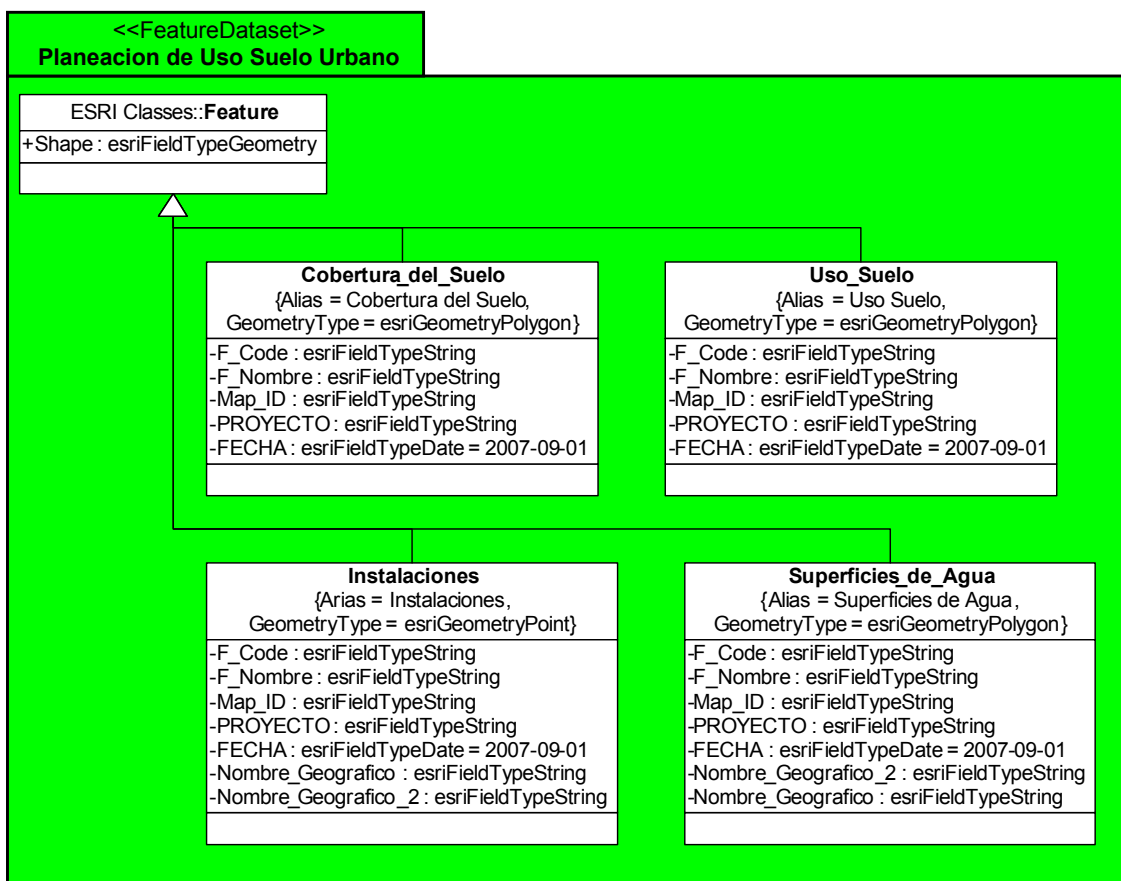 <<FeatureDataset>>
Planeacion de Uso Suelo Urbano
ESRI Classes::Feature
+Shape : esriFieldTypeGeometry
Cobertura_del_Suelo
{Alias = Cobertura del Suelo,
GeometryType = esriGeometryPolygon}
-F_Code : esriFieldTypeString
-F_Nombre : esriFieldTypeString
-Map_ID : esriFieldTypeString
-PROYECTO : esriFieldTypeString
-FECHA : esriFieldTypeDate = 2007-09-01
Uso_Suelo
{Alias = Uso Suelo,
GeometryType = esriGeometryPolygon}
-F_Code : esriFieldTypeString
-F_Nombre : esriFieldTypeString
-Map_ID : esriFieldTypeString
-PROYECTO : esriFieldTypeString
-FECHA : esriFieldTypeDate = 2007-09-01
Instalaciones
{Arias = Instalaciones,
GeometryType = esriGeometryPoint}
-F_Code : esriFieldTypeString
-F_Nombre : esriFieldTypeString
-Map_ID : esriFieldTypeString
-PROYECTO : esriFieldTypeString
-FECHA : esriFieldTypeDate = 2007-09-01
-Nombre_Geografico : esriFieldTypeString
-Nombre_Geografico_2 : esriFieldTypeString
Superficies_de_Agua
{Alias = Superficies de Agua,
GeometryType = esriGeometryPolygon}
-F_Code : esriFieldTypeString
-F_Nombre : esriFieldTypeString
-Map_ID : esriFieldTypeString
-PROYECTO : esriFieldTypeString
-FECHA : esriFieldTypeDate = 2007-09-01
-Nombre_Geografico_2 : esriFieldTypeString
-Nombre_Geografico : esriFieldTypeString